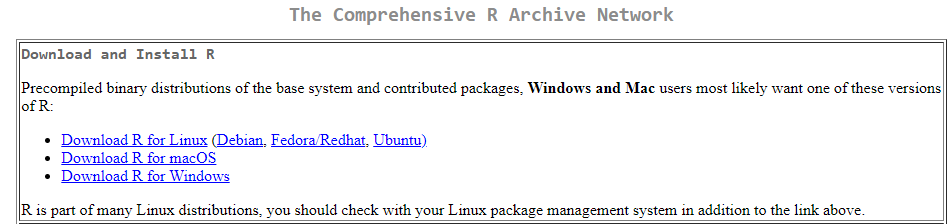 The Comprehensive R Archive Network
Download and Install R
Precompiled binary distributions of the base system and contributed packages, Windows and Mac users most likely want one of these versions
of R:
• Download R for Linux (Debian, Fedora/Redhat, Ubuntu)
• Download R for macOS
• Download R for Windows
R is part of many Linux distributions, you should check with your Linux package management system in addition to the link above.